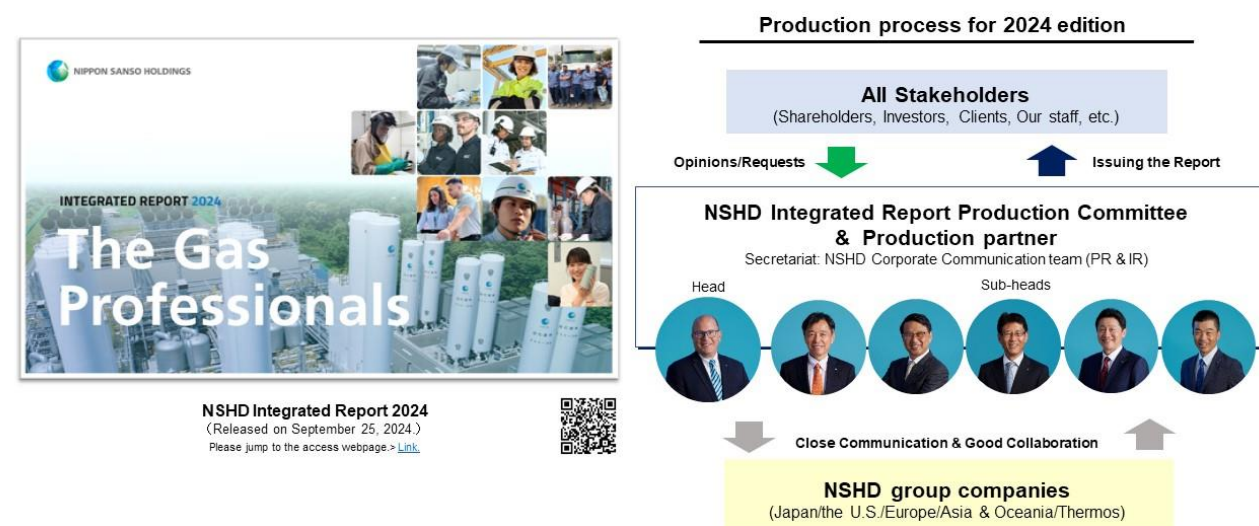 NIPPON SANSO HOLDINGS
INTEGRATED REPORT 2024
The Gas
Professionals
NSHD Integrated Report 2024
(Released on September 25, 2024.)
Please jump to the access webpage.> Link.
Production process for 2024 edition
All Stakeholders
(Shareholders, Investors, Clients, Our staff, etc.)
Opinions/Requests
Issuing the Report
NSHD Integrated Report Production Committee
& Production partner
Secretariat: NSHD Corporate Communication team (PR & IR)
Head
Sub-heads
Close Communication & Good Collaboration
NSHD group companies
(Japan/the U.S./Europe/Asia & Oceania/Thermos)